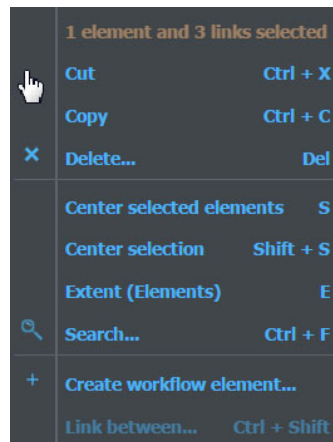 1 element and 3 links selected
Cut Ctrl + X
Copy Ctrl + C
Delete... Del
Center selected elements S
Center selection Shift + S
Extent (Elements) E
Search... Ctrl + F
Create workflow element...
Link between... Ctrl + Shift